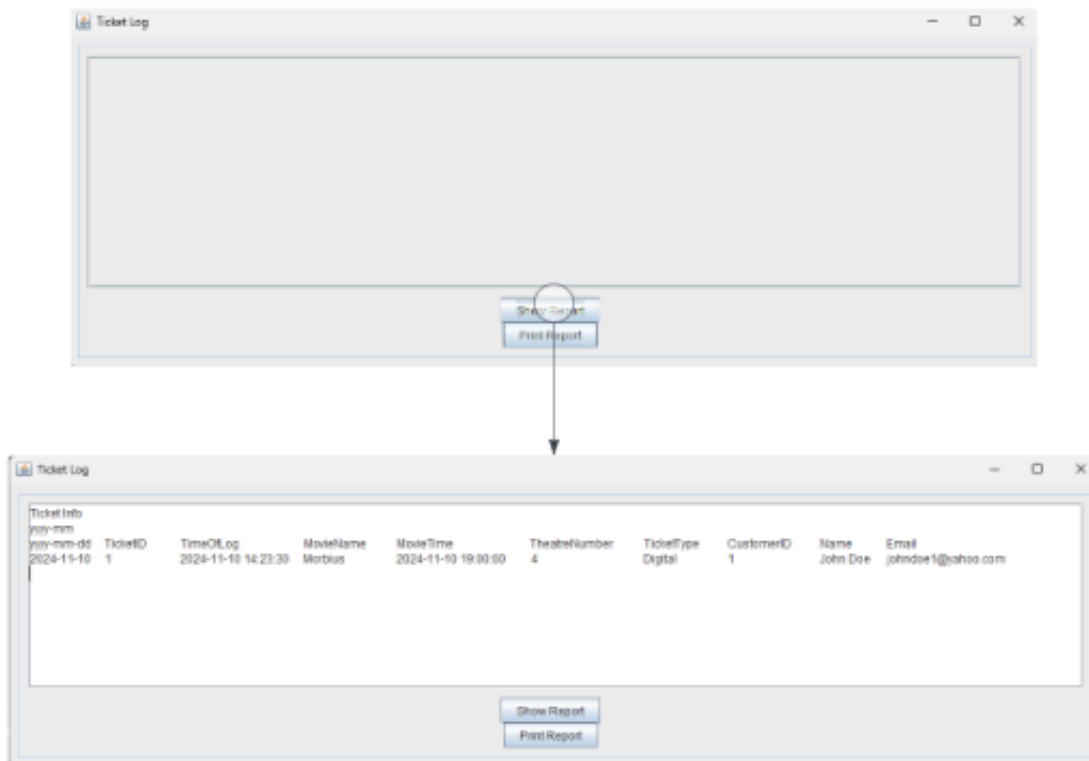 Ticket Log
Show Report
Print Report
Ticket Log
Ticket Info
yyyy-mm
yyyy-mm-dd TicketID TimeOfLog MovieName MovieTime TheatreNumber TicketType CustomerID Name Email
2024-11-10 1 2024-11-10 14:23:30 Morbius 2024-11-10 19:00:00 4 Digital 1 John Doe johndoe1@yahoo.com
Show Report
Print Report